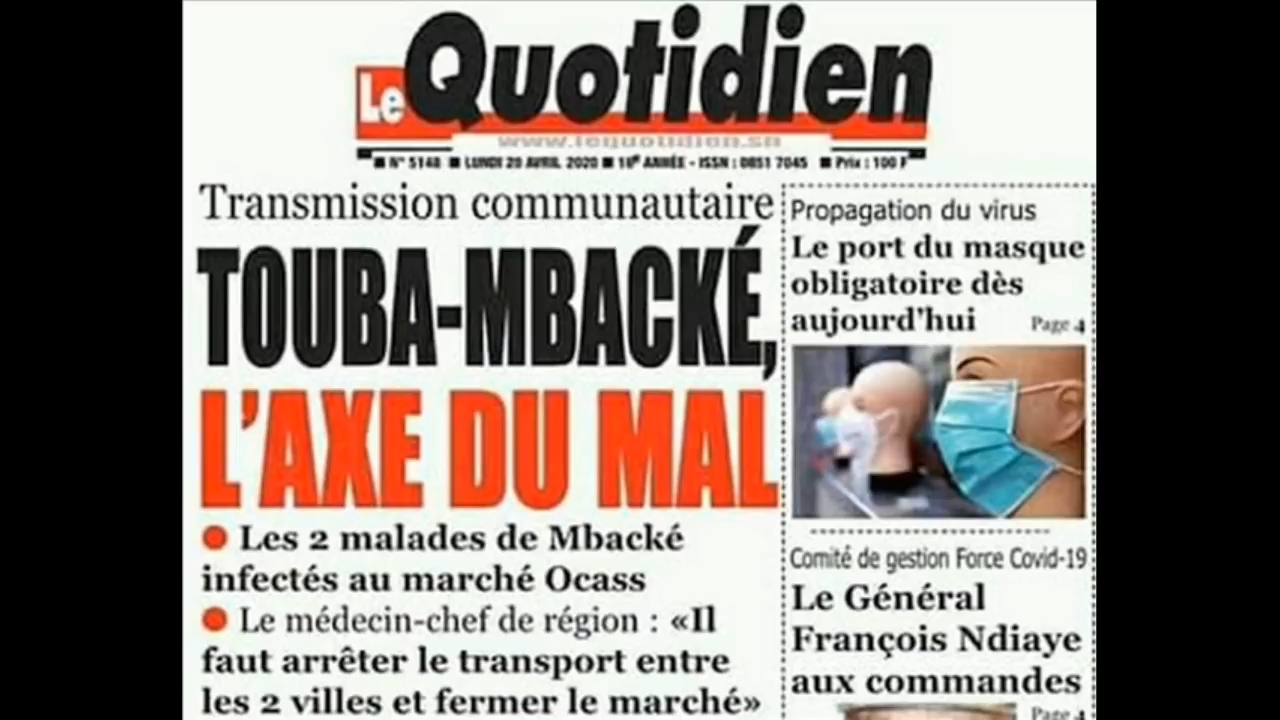 Le Quotidien
www.lequotidien.sn
N° 5148 ■ LUNDI 20 AVRIL 2020 ■ 18e ANNÉE - ISSN : 0851 7045 ■ Prix : 100 F
Transmission communautaire
TOUBA-MBACKÉ,
L'AXE DU MAL
● Les 2 malades de Mbacké
infectés au marché Ocass
● Le médecin-chef de région : «Il
faut arrêter le transport entre
les 2 villes et fermer le marché»
Propagation du virus
Le port du masque
obligatoire dès
aujourd'hui
Page 4
Comité de gestion Force Covid-19
Le Général
François Ndiaye
aux commandes
Page 4